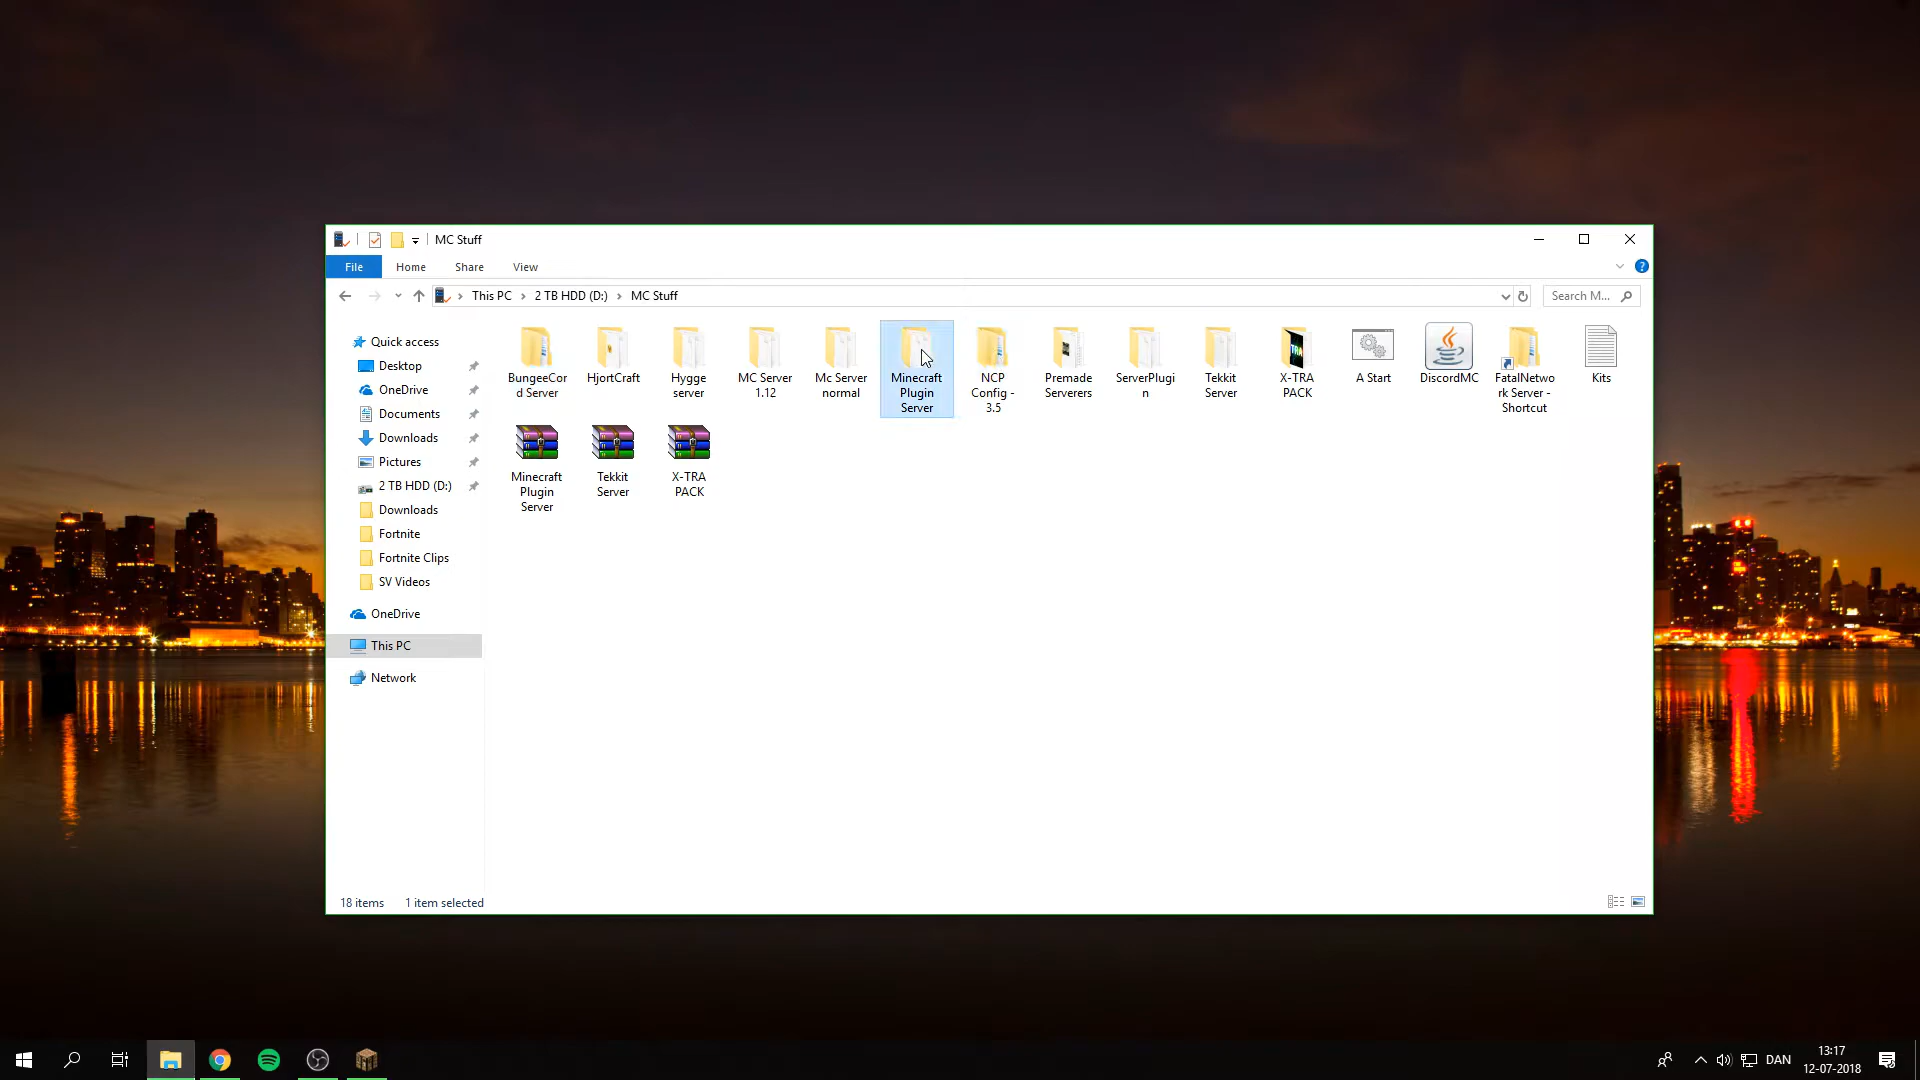 MC Stuff
File Home Share View
This PC 2 TB HDD (D:) MC Stuff
Search M...
Quick access
Desktop
OneDrive
Documents
Downloads
Pictures
2 TB HDD (D:)
Downloads
Fortnite
Fortnite Clips
SV Videos
OneDrive
This PC
Network
BungeeCor
d Server
HjortCraft
Hygge
server
MC Server
1.12
Mc Server
normal
Minecraft
Plugin
Server
NCP
Config -
3.5
Premade
Serverers
ServerPlugi
n
Tekkit
Server
X-TRA
PACK
A Start
DiscordMC
FatalNetwo
rk Server -
Shortcut
Kits
Minecraft
Plugin
Server
Tekkit
Server
X-TRA
PACK
18 items 1 item selected
DAN
13:17
12-07-2018